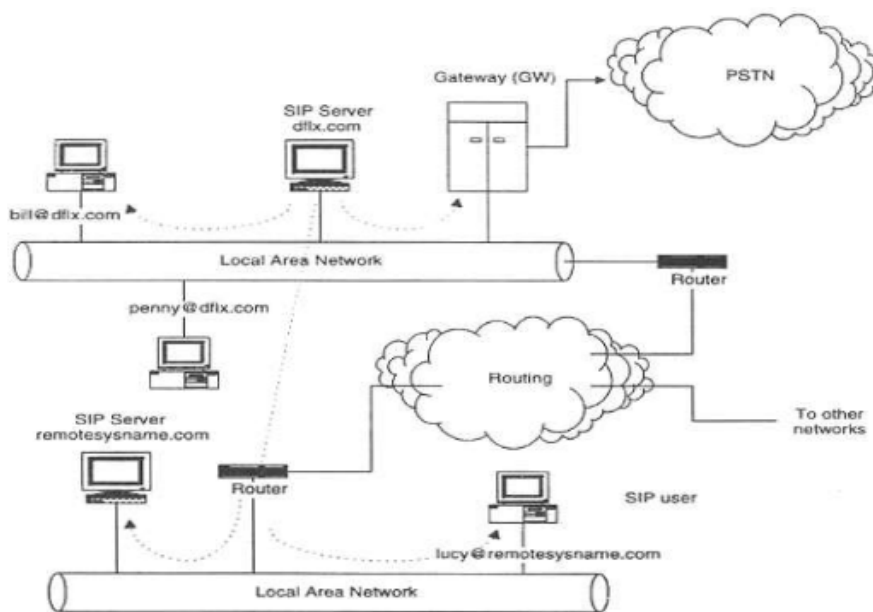 PSTN
Gateway (GW)
SIP Server
dflx.com
bill@dflx.com
Local Area Network
Router
penny@dflx.com
Routing
To other
networks
SIP Server
remotesysname.com
Router
SIP user
lucy@remotesysname.com
Local Area Network